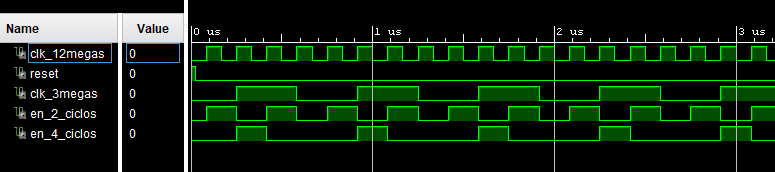 Name Value 0 us 1 us 2 us 3 us
clk_12megas 0
reset 0
clk_3megas 0
en_2_ciclos 0
en_4_ciclos 0